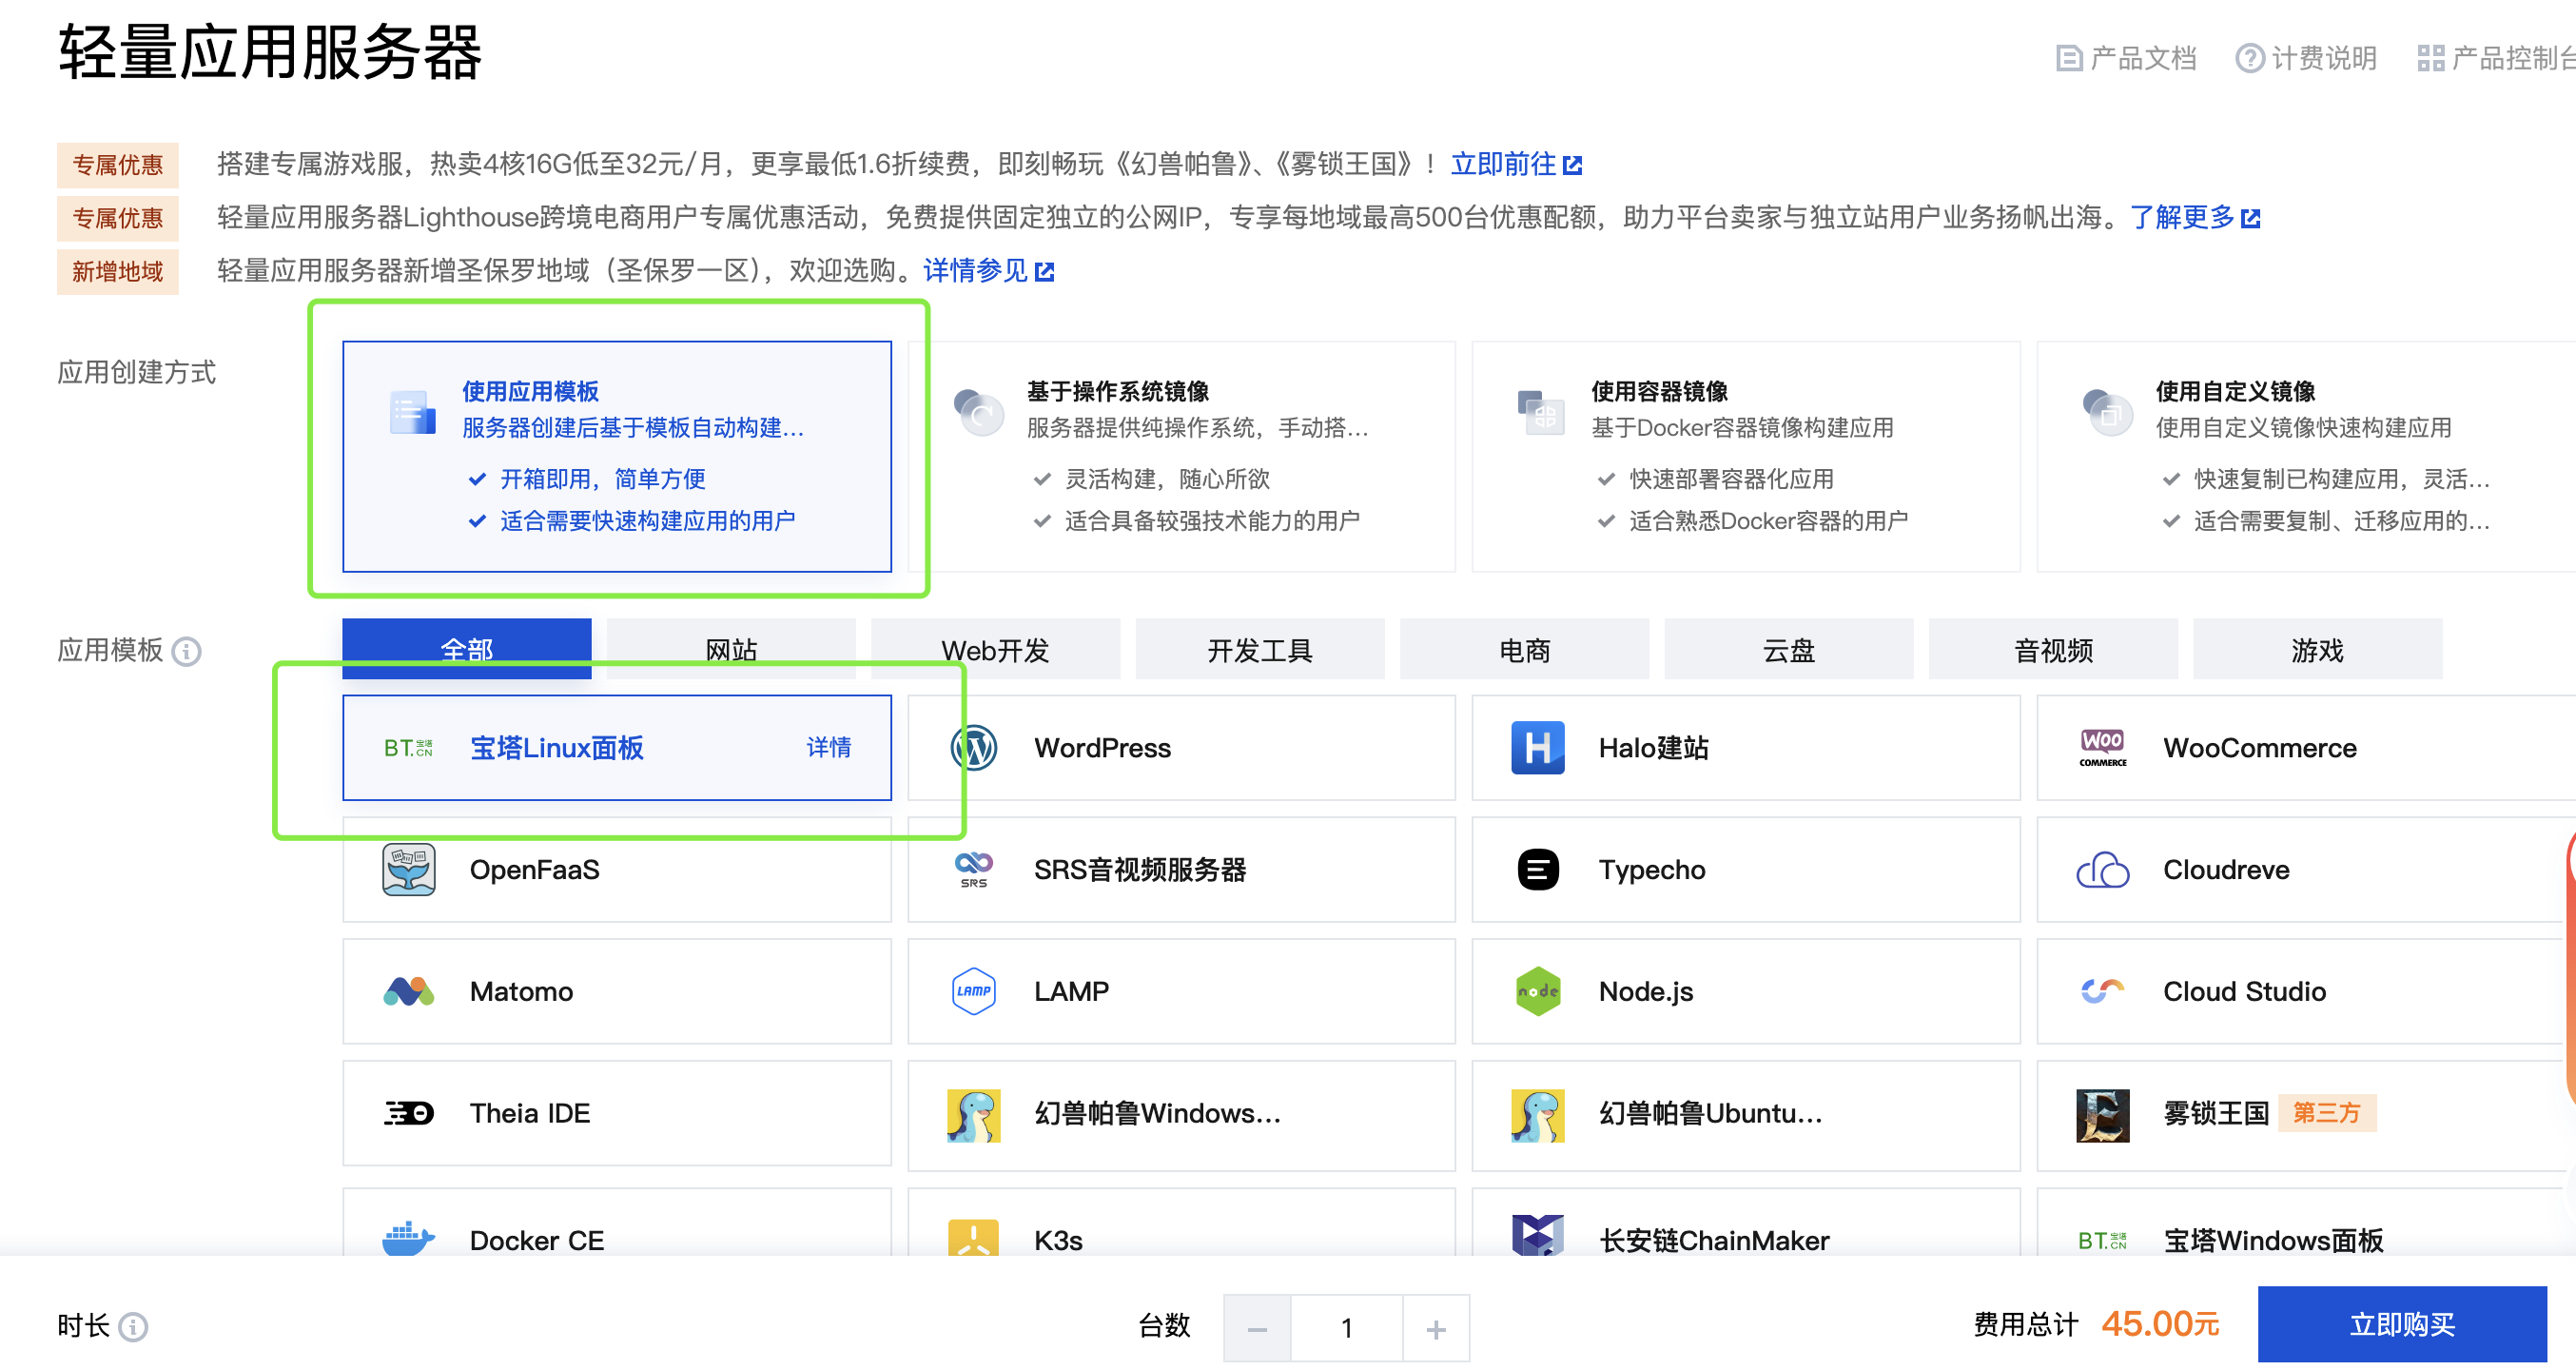 轻量应用服务器
产品文档 计费说明 产品控制台
专属优惠 搭建专属游戏服，热卖4核16G低至32元/月，更享最低1.6折续费，即刻畅玩《幻兽帕鲁》、《雾锁王国》！立即前往
专属优惠 轻量应用服务器Lighthouse跨境电商用户专属优惠活动，免费提供固定独立的公网IP，专享每地域最高500台优惠配额，助力平台卖家与独立站用户业务扬帆出海。了解更多
新增地域 轻量应用服务器新增圣保罗地域（圣保罗一区），欢迎选购。详情参见
应用创建方式
使用应用模板
服务器创建后基于模板自动构建...
开箱即用，简单方便
适合需要快速构建应用的用户
基于操作系统镜像
服务器提供纯操作系统，手动搭...
灵活构建，随心所欲
适合具备较强技术能力的用户
使用容器镜像
基于Docker容器镜像构建应用
快速部署容器化应用
适合熟悉Docker容器的用户
使用自定义镜像
使用自定义镜像快速构建应用
快速复制已构建应用，灵活...
适合需要复制、迁移应用的...
应用模板
全部 网站 Web开发 开发工具 电商 云盘 音视频 游戏
BT.宝塔CN 宝塔Linux面板 详情
WordPress
Halo建站
WOO COMMERCE WooCommerce
OpenFaaS
SRS SRS音视频服务器
Typecho
Cloudreve
Matomo
LAMP LAMP
node Node.js
Cloud Studio
Theia IDE
幻兽帕鲁Windows...
幻兽帕鲁Ubuntu...
雾锁王国 第三方
Docker CE
K3s
长安链ChainMaker
BT.宝塔CN 宝塔Windows面板
时长
台数 － 1 ＋
费用总计 45.00元 立即购买